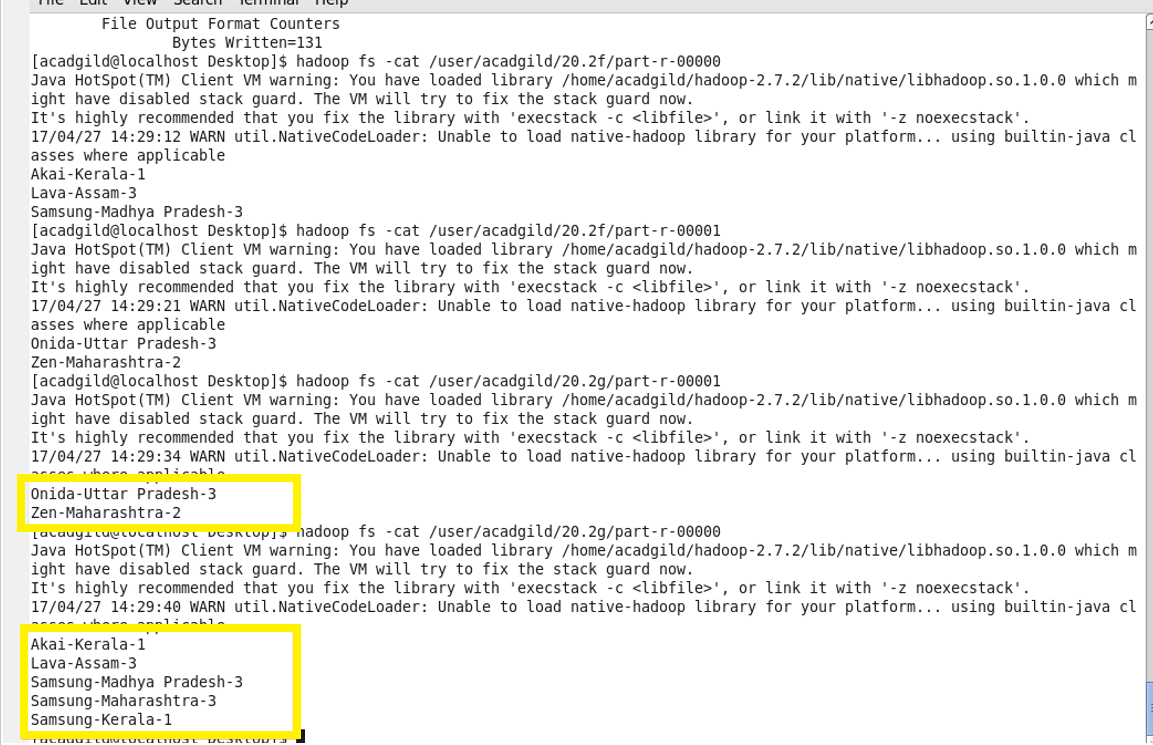 File Edit View Search Terminal Help
File Output Format Counters
Bytes Written=131
[acadgild@localhost Desktop]$ hadoop fs -cat /user/acadgild/20.2f/part-r-00000
Java HotSpot(TM) Client VM warning: You have loaded library /home/acadgild/hadoop-2.7.2/lib/native/libhadoop.so.1.0.0 which m
ight have disabled stack guard. The VM will try to fix the stack guard now.
It's highly recommended that you fix the library with 'execstack -c <libfile>', or link it with '-z noexecstack'.
17/04/27 14:29:12 WARN util.NativeCodeLoader: Unable to load native-hadoop library for your platform... using builtin-java cl
asses where applicable
Akai-Kerala-1
Lava-Assam-3
Samsung-Madhya Pradesh-3
[acadgild@localhost Desktop]$ hadoop fs -cat /user/acadgild/20.2f/part-r-00001
Java HotSpot(TM) Client VM warning: You have loaded library /home/acadgild/hadoop-2.7.2/lib/native/libhadoop.so.1.0.0 which m
ight have disabled stack guard. The VM will try to fix the stack guard now.
It's highly recommended that you fix the library with 'execstack -c <libfile>', or link it with '-z noexecstack'.
17/04/27 14:29:21 WARN util.NativeCodeLoader: Unable to load native-hadoop library for your platform... using builtin-java cl
asses where applicable
Onida-Uttar Pradesh-3
Zen-Maharashtra-2
[acadgild@localhost Desktop]$ hadoop fs -cat /user/acadgild/20.2g/part-r-00001
Java HotSpot(TM) Client VM warning: You have loaded library /home/acadgild/hadoop-2.7.2/lib/native/libhadoop.so.1.0.0 which m
ight have disabled stack guard. The VM will try to fix the stack guard now.
It's highly recommended that you fix the library with 'execstack -c <libfile>', or link it with '-z noexecstack'.
17/04/27 14:29:34 WARN util.NativeCodeLoader: Unable to load native-hadoop library for your platform... using builtin-java cl
asses where applicable
Onida-Uttar Pradesh-3
Zen-Maharashtra-2
[acadgild@localhost Desktop]$ hadoop fs -cat /user/acadgild/20.2g/part-r-00000
Java HotSpot(TM) Client VM warning: You have loaded library /home/acadgild/hadoop-2.7.2/lib/native/libhadoop.so.1.0.0 which m
ight have disabled stack guard. The VM will try to fix the stack guard now.
It's highly recommended that you fix the library with 'execstack -c <libfile>', or link it with '-z noexecstack'.
17/04/27 14:29:40 WARN util.NativeCodeLoader: Unable to load native-hadoop library for your platform... using builtin-java cl
asses where applicable
Akai-Kerala-1
Lava-Assam-3
Samsung-Madhya Pradesh-3
Samsung-Maharashtra-3
Samsung-Kerala-1
[acadgild@localhost Desktop]$